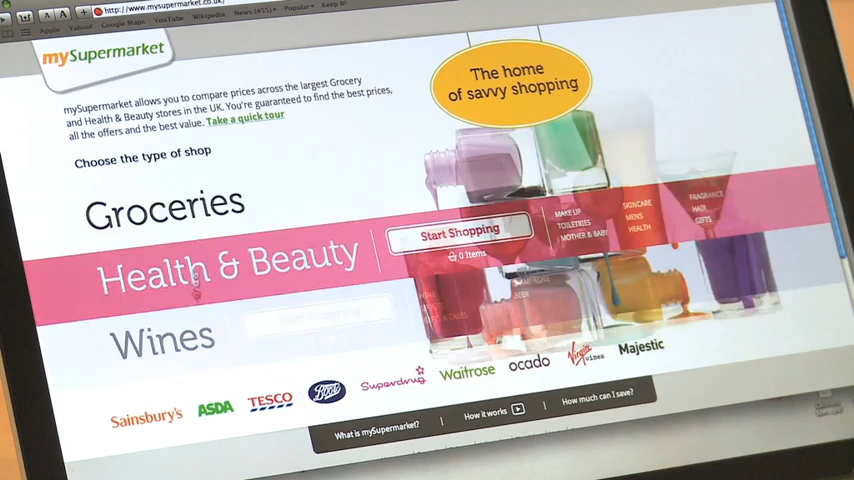 http://www.mysupermarket.co.uk/
Apple Yahoo! Google Maps YouTube Wikipedia News (455) Popular Keep It!
mySupermarket
The home
of savvy shopping
mySupermarket allows you to compare prices across the largest Grocery
and Health & Beauty stores in the UK. You're guaranteed to find the best prices,
all the offers and the best value. Take a quick tour
Choose the type of shop
Groceries
Health & Beauty
Start Shopping
0 Items
MAKE UP
TOILETRIES
MOTHER & BABY
SKINCARE
MENS
HEALTH
FRAGRANCE
HAIR
GIFTS
Wines
Start Shopping
BEER
Sainsbury's ASDA TESCO Boots Superdrug Waitrose ocado Virgin wines Majestic
What is mySupermarket? How it works How much can I save?